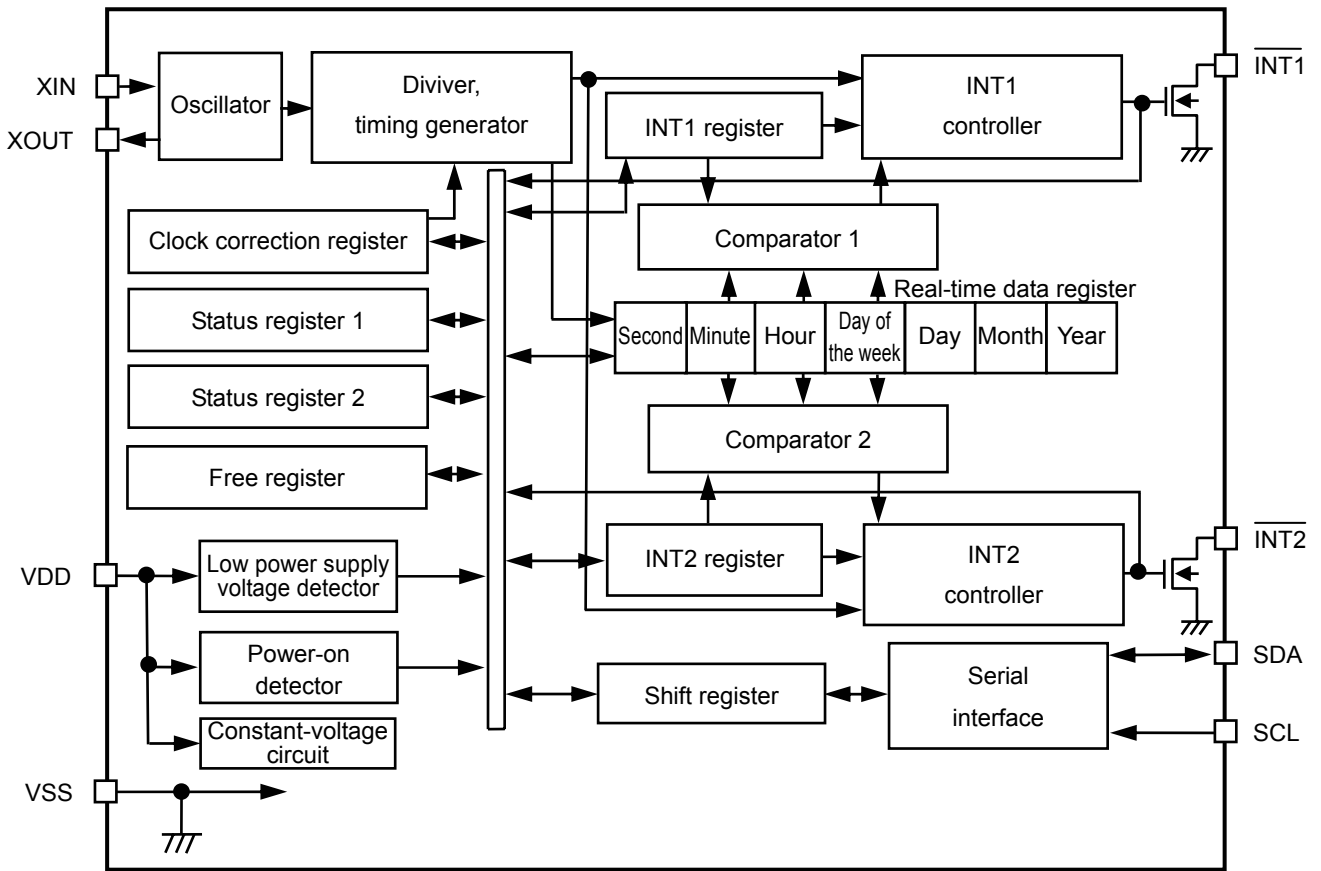 XIN
XOUT
Oscillator
Diviver,
timing generator
INT1 register
INT1
controller
INT1
Clock correction register
Comparator 1
Status register 1
Real-time data register
Second
Minute
Hour
Day of
the week
Day
Month
Year
Status register 2
Comparator 2
Free register
VDD
Low power supply
voltage detector
INT2 register
INT2
controller
INT2
Power-on
detector
Shift register
Serial
interface
SDA
SCL
Constant-voltage
circuit
VSS